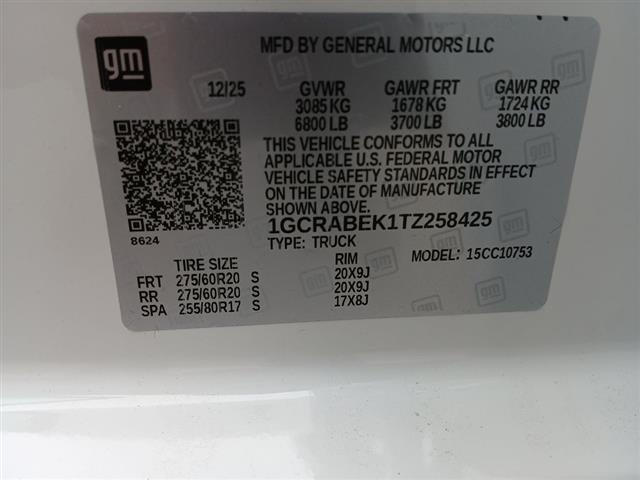 gm
MFD BY GENERAL MOTORS LLC
12/25 GVWR GAWR FRT GAWR RR
3085 KG 1678 KG 1724 KG
6800 LB 3700 LB 3800 LB
THIS VEHICLE CONFORMS TO ALL
APPLICABLE U.S. FEDERAL MOTOR
VEHICLE SAFETY STANDARDS IN EFFECT
ON THE DATE OF MANUFACTURE
SHOWN ABOVE.
8624
1GCRABEK1TZ258425
TYPE: TRUCK MODEL: 15CC10753
TIRE SIZE RIM
FRT 275/60R20 S 20X9J
RR 275/60R20 S 20X9J
SPA 255/80R17 S 17X8J